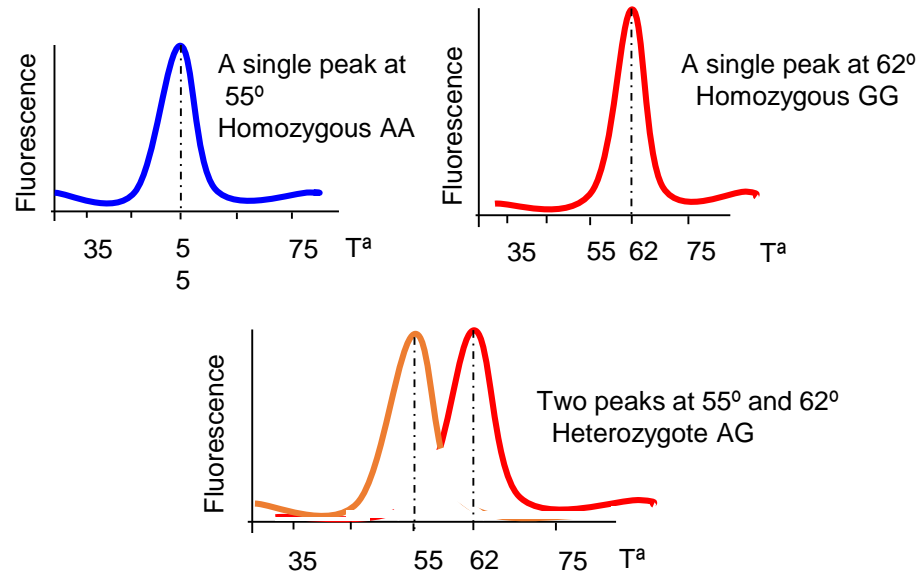 Fluorescence
A single peak at
55º
Homozygous AA
35
5
5
75
Tª
Fluorescence
A single peak at 62º
Homozygous GG
35
55
62
75
Tª
Fluorescence
Two peaks at 55º and 62º
Heterozygote AG
35
55
62
75
Tª